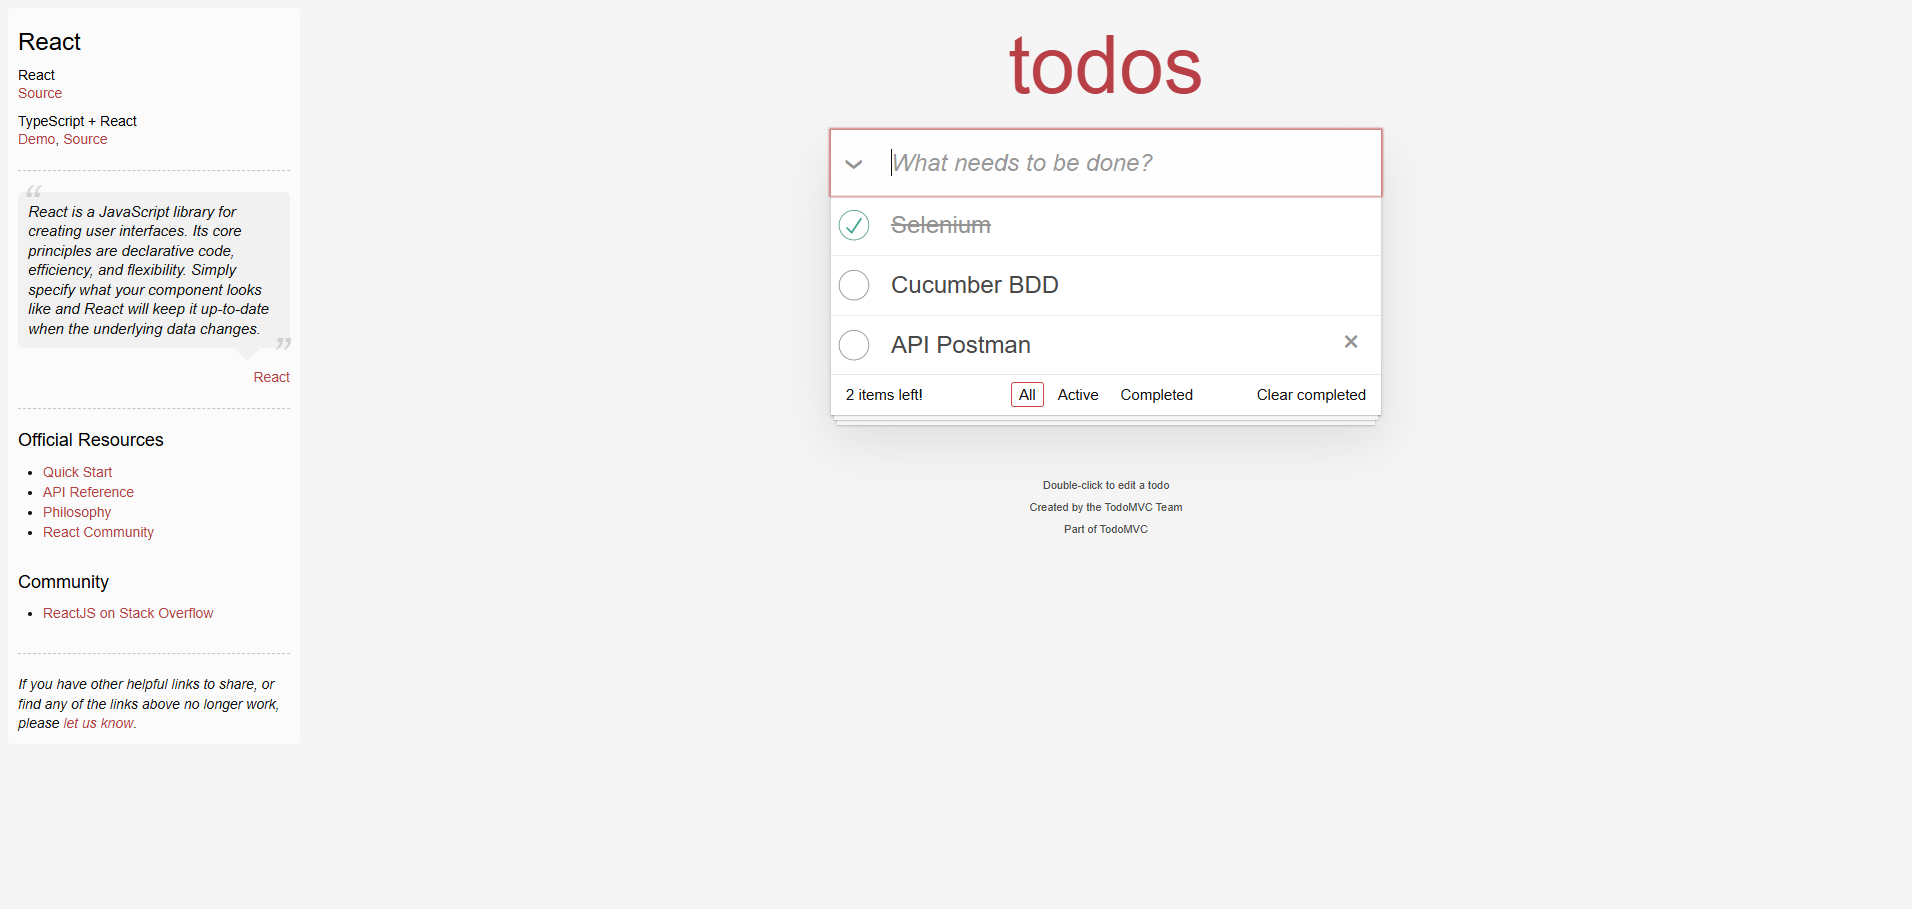 React
React
Source
TypeScript + React
Demo, Source
“
React is a JavaScript library for
creating user interfaces. Its core
principles are declarative code,
efficiency, and flexibility. Simply
specify what your component looks
like and React will keep it up-to-date
when the underlying data changes.
”
React
Official Resources
Quick Start
API Reference
Philosophy
React Community
Community
ReactJS on Stack Overflow
If you have other helpful links to share, or
find any of the links above no longer work,
please let us know.
todos
What needs to be done?
Selenium
Cucumber BDD
API Postman ×
2 items left! All Active Completed Clear completed
Double-click to edit a todo
Created by the TodoMVC Team
Part of TodoMVC